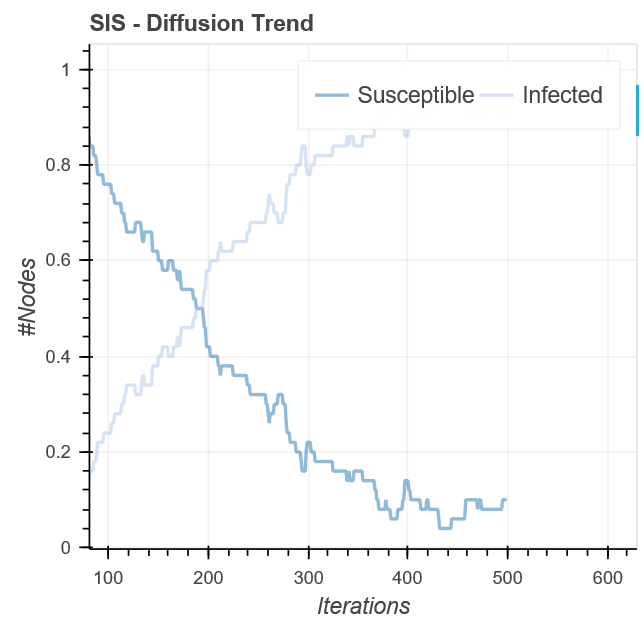 SIS - Diffusion Trend
Susceptible Infected
1
0.8
0.6
0.4
0.2
0
#Nodes
100 200 300 400 500 600
Iterations